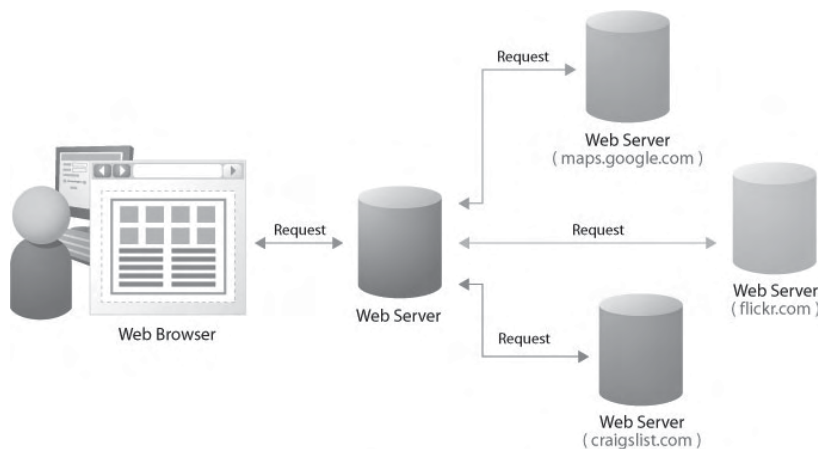 Request
Web Server
( maps.google.com )
Request
Request
Web Server
( flickr.com )
Web Server
Web Browser
Request
Web Server
( craigslist.com )